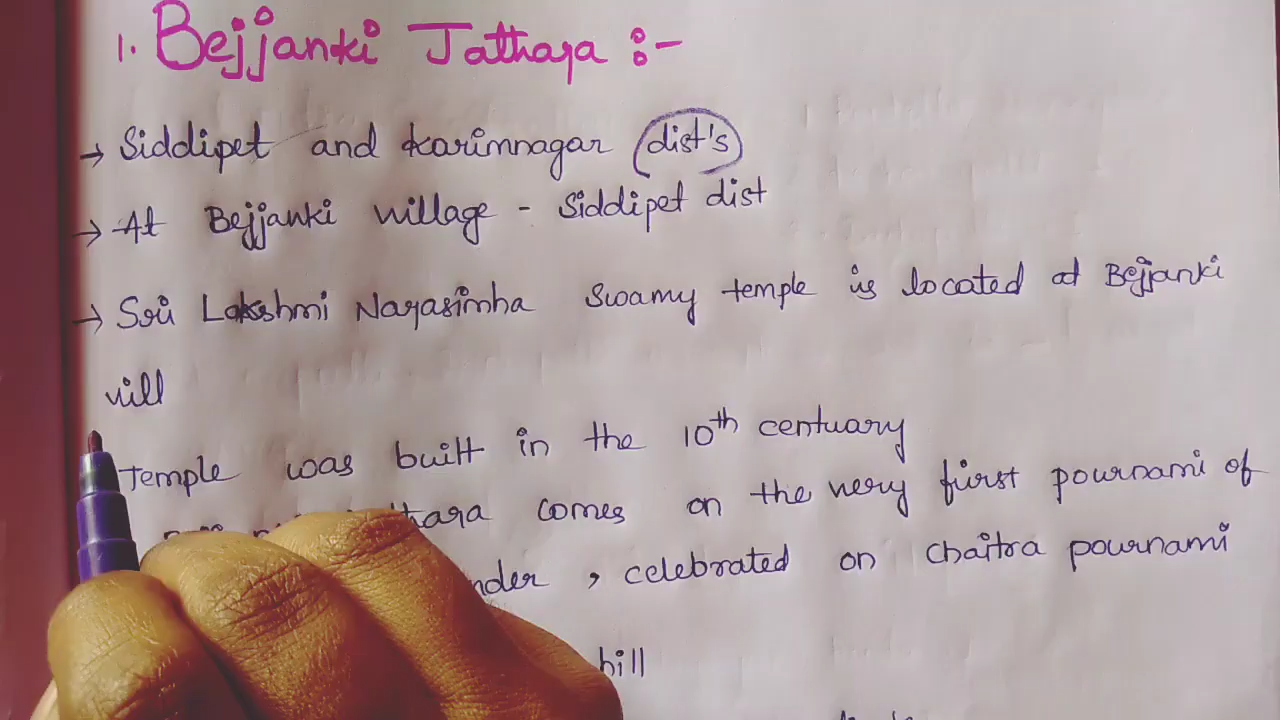 1. Bejjanki Jathara :-
→ Siddipet and Karimnagar dist's
→ At Bejjanki village - Siddipet dist
→ Sri Lakshmi Narasimha Swamy temple is located at Bejjanki
vill
Temple was built in the 10th centuary
comes on the very first pournami of
, celebrated on chaitra pournami
hill